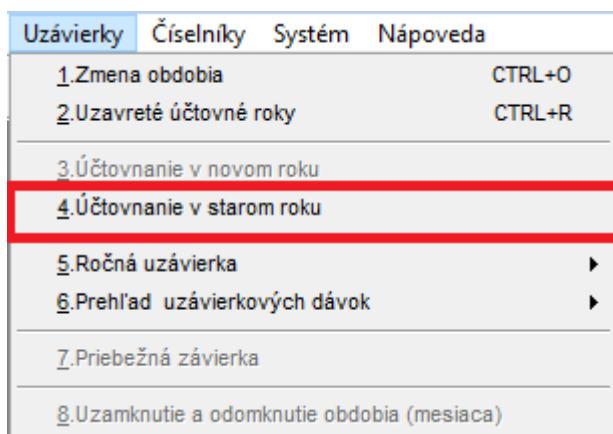 Uzávierky Číselníky Systém Nápoveda
1.Zmena obdobia CTRL+O
2.Uzavreté účtovné roky CTRL+R
3.Účtovnanie v novom roku
4.Účtovnanie v starom roku
5.Ročná uzávierka
6.Prehľad uzávierkových dávok
7.Priebežná závierka
8.Uzamknutie a odomknutie obdobia (mesiaca)